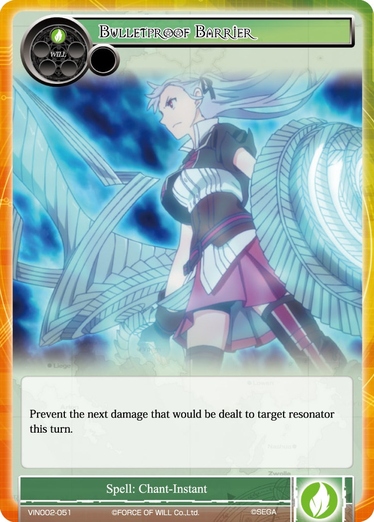 Bulletproof Barrier
WILL
Prevent the next damage that would be dealt to target resonator
this turn.
Spell: Chant-Instant
VIN002-051 ©FORCE OF WILL Co.,Ltd. ©SEGA